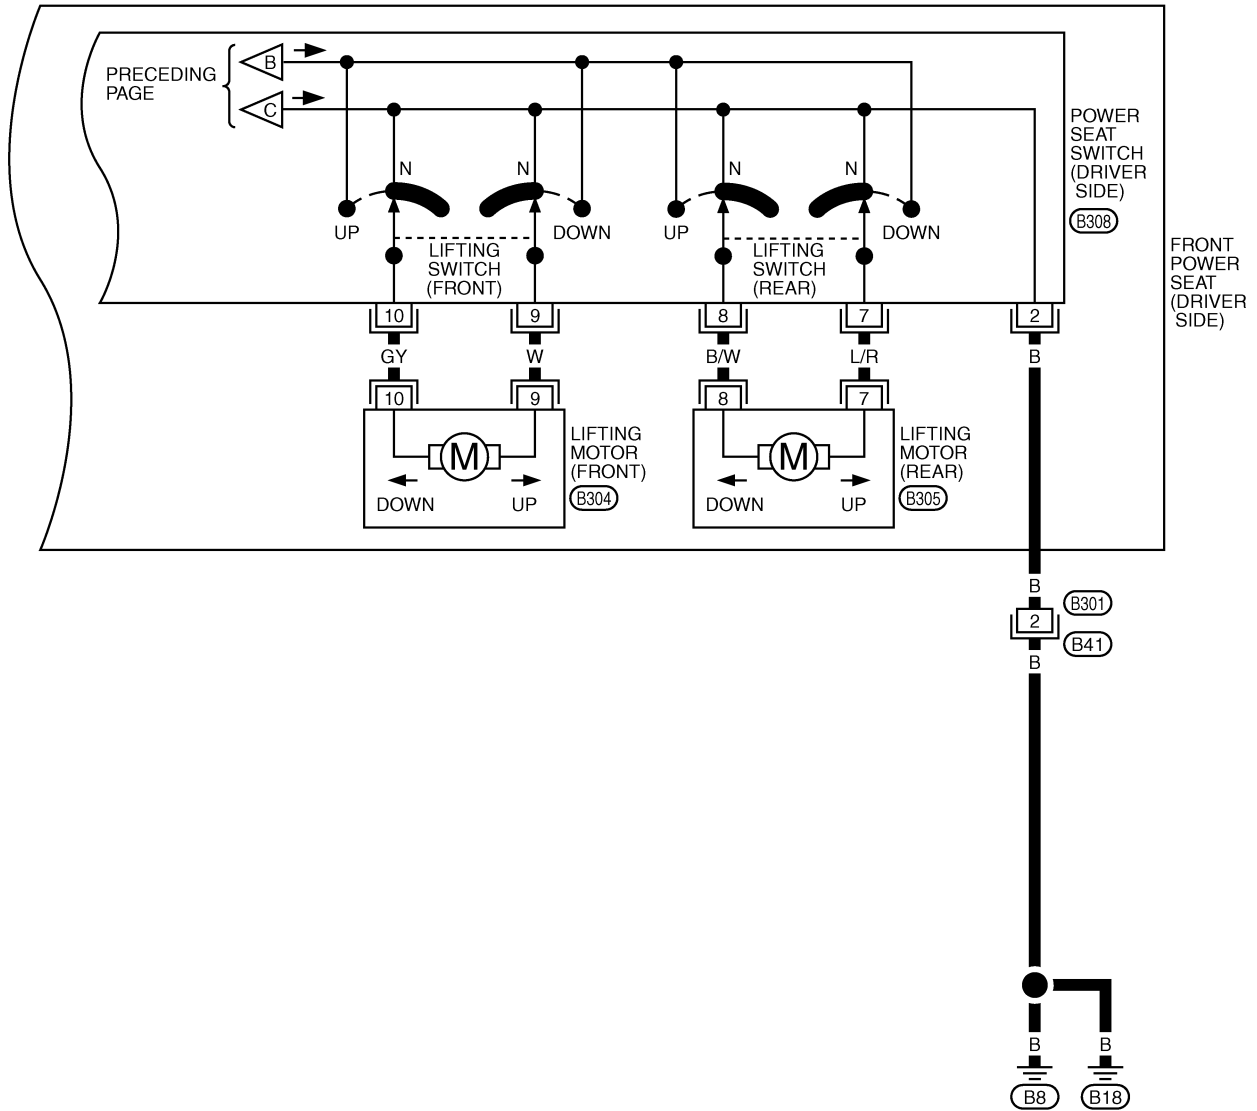 PRECEDING
PAGE
B
C
N
N
N
N
UP
DOWN
UP
DOWN
LIFTING
SWITCH
(FRONT)
LIFTING
SWITCH
(REAR)
POWER
SEAT
SWITCH
(DRIVER
SIDE)
B308
FRONT
POWER
SEAT
(DRIVER
SIDE)
10
9
8
7
2
GY
W
B/W
L/R
B
10
9
8
7
M
DOWN
UP
LIFTING
MOTOR
(FRONT)
B304
M
DOWN
UP
LIFTING
MOTOR
(REAR)
B305
B
B301
2
B41
B
B
B
B8
B18